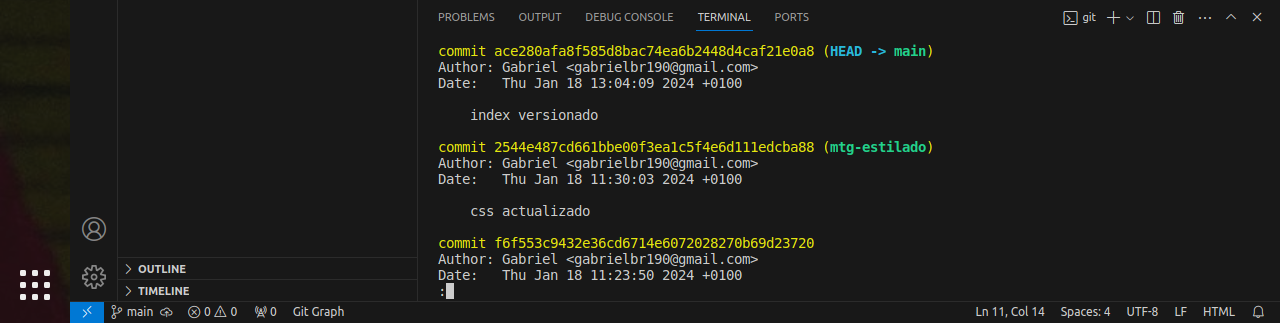 PROBLEMS OUTPUT DEBUG CONSOLE TERMINAL PORTS git
commit ace280afa8f585d8bac74ea6b2448d4caf21e0a8 (HEAD -> main)
Author: Gabriel <gabrielbr190@gmail.com>
Date:   Thu Jan 18 13:04:09 2024 +0100
index versionado
commit 2544e487cd661bbe00f3ea1c5f4e6d111edcba88 (mtg-estilado)
Author: Gabriel <gabrielbr190@gmail.com>
Date:   Thu Jan 18 11:30:03 2024 +0100
css actualizado
commit f6f553c9432e36cd6714e6072028270b69d23720
Author: Gabriel <gabrielbr190@gmail.com>
Date:   Thu Jan 18 11:23:50 2024 +0100
:
OUTLINE
TIMELINE
main 0 0 0 Git Graph Ln 11, Col 14 Spaces: 4 UTF-8 LF HTML